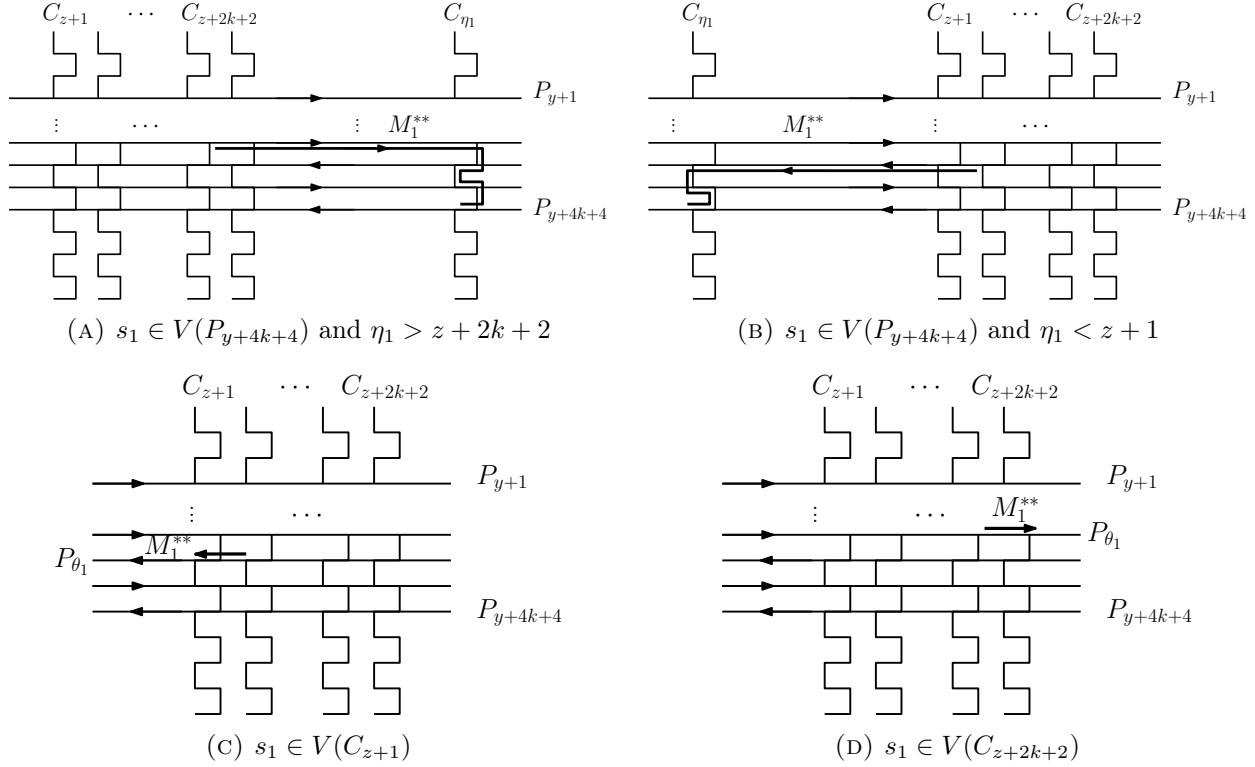 C_{z+1} ⋯ C_{z+2k+2} C_{η_1}
P_{y+1}
⋮ ⋯ ⋮ M_1^{**}
P_{y+4k+4}
(A) s_1 ∈ V(P_{y+4k+4}) and η_1 > z + 2k + 2
C_{η_1} C_{z+1} ⋯ C_{z+2k+2}
P_{y+1}
⋮ M_1^{**} ⋮ ⋯
P_{y+4k+4}
(B) s_1 ∈ V(P_{y+4k+4}) and η_1 < z + 1
C_{z+1} ⋯ C_{z+2k+2}
P_{y+1}
⋮ ⋯
M_1^{**}
P_{θ_1}
P_{y+4k+4}
(C) s_1 ∈ V(C_{z+1})
C_{z+1} ⋯ C_{z+2k+2}
P_{y+1}
⋮ ⋯ M_1^{**}
P_{θ_1}
P_{y+4k+4}
(D) s_1 ∈ V(C_{z+2k+2})